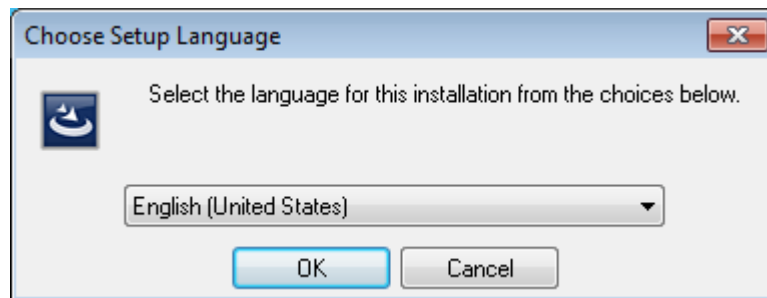 Choose Setup Language
Select the language for this installation from the choices below.
English (United States)
OK
Cancel